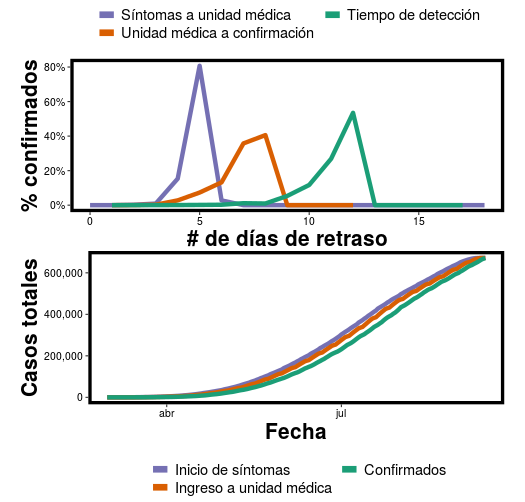 Síntomas a unidad médica
Tiempo de detección
Unidad médica a confirmación
% confirmados
80%
60%
40%
20%
0%
0
5
10
15
# de días de retraso
Casos totales
600,000
400,000
200,000
0
abr
jul
Fecha
Inicio de síntomas
Confirmados
Ingreso a unidad médica